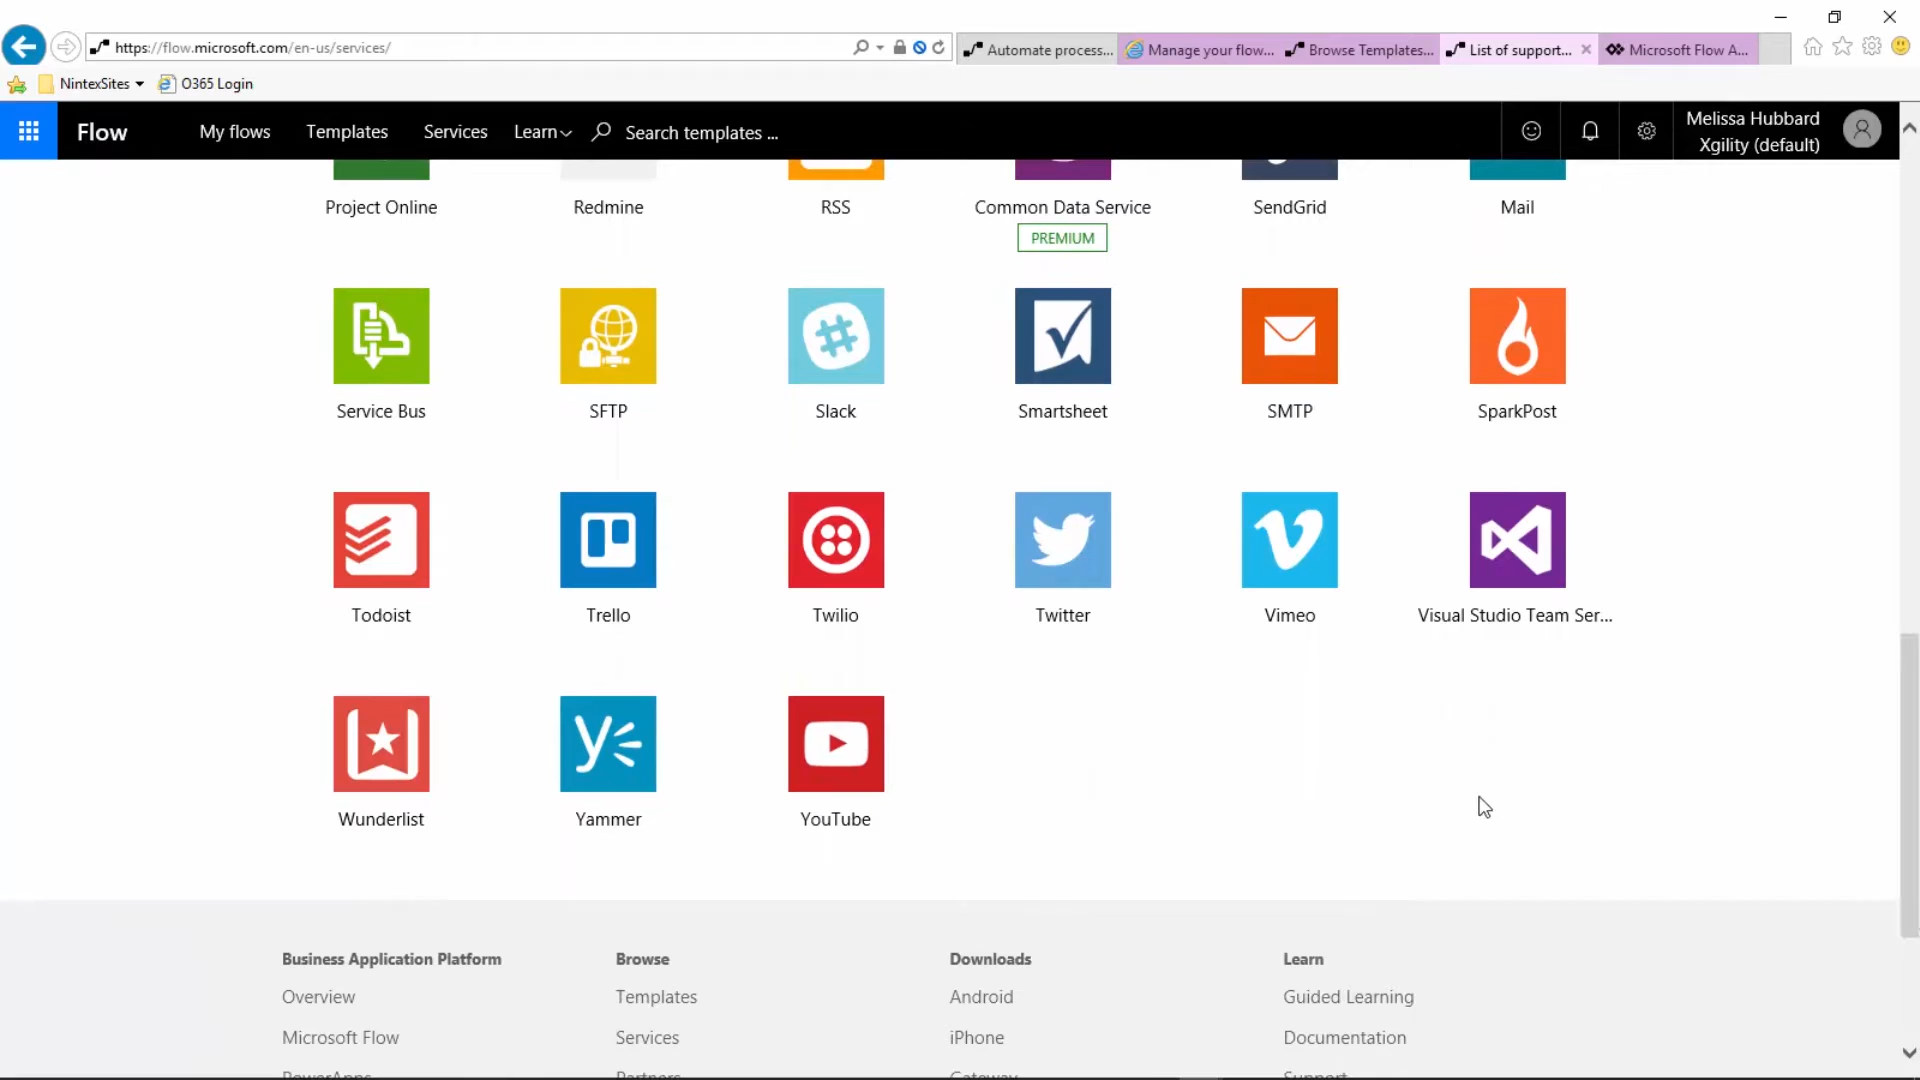 https://flow.microsoft.com/en-us/services/
Automate process...
Manage your flow...
Browse Templates...
List of support...
Microsoft Flow A...
NintexSites
O365 Login
Flow
My flows
Templates
Services
Learn
Search templates ...
Melissa Hubbard
Xgility (default)
Project Online
Redmine
RSS
Common Data Service
SendGrid
Mail
PREMIUM
Service Bus
SFTP
Slack
Smartsheet
SMTP
SparkPost
Todoist
Trello
Twilio
Twitter
Vimeo
Visual Studio Team Ser...
Wunderlist
Yammer
YouTube
Business Application Platform
Browse
Downloads
Learn
Overview
Templates
Android
Guided Learning
Microsoft Flow
Services
iPhone
Documentation
PowerApps
Partners
Gateway
Support